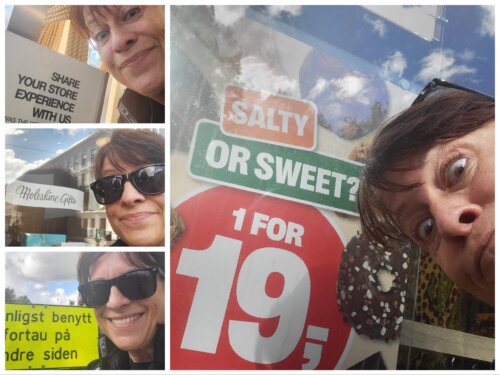 SHARE
YOUR STORE
EXPERIENCE
WITH US
Moleskine Gifts
nligst benytt
fortau på
ndre siden
SALTY
OR SWEET?
1 FOR
19,-